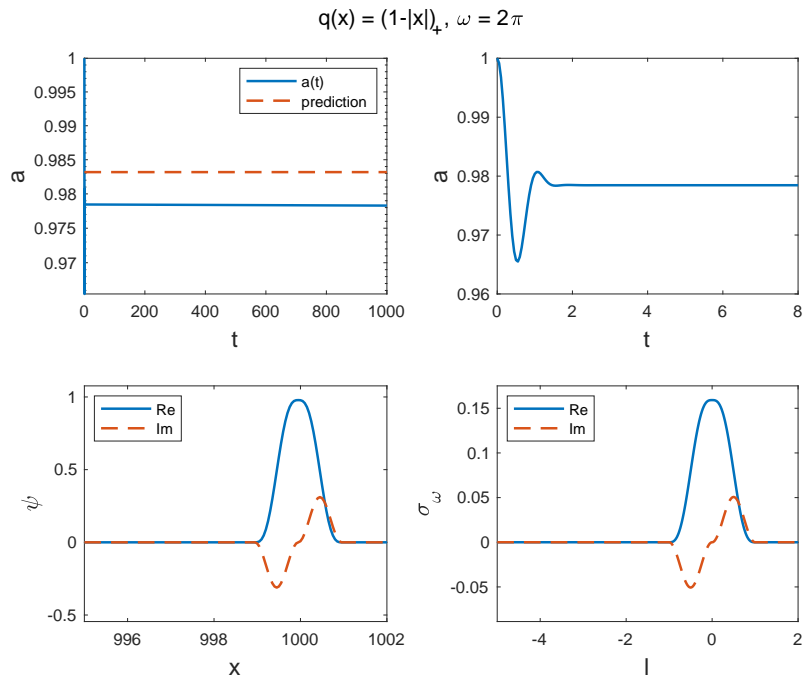 q(x) = (1-|x|)₊, ω = 2π
1
0.995
0.99
0.985
0.98
0.975
0.97
a
0
200
400
600
800
1000
t
a(t)
prediction
1
0.99
0.98
0.97
0.96
a
0
2
4
6
8
t
1
0.5
0
-0.5
ψ
996
998
1000
1002
x
Re
Im
0.15
0.1
0.05
0
-0.05
σ_ω
-4
-2
0
2
l
Re
Im